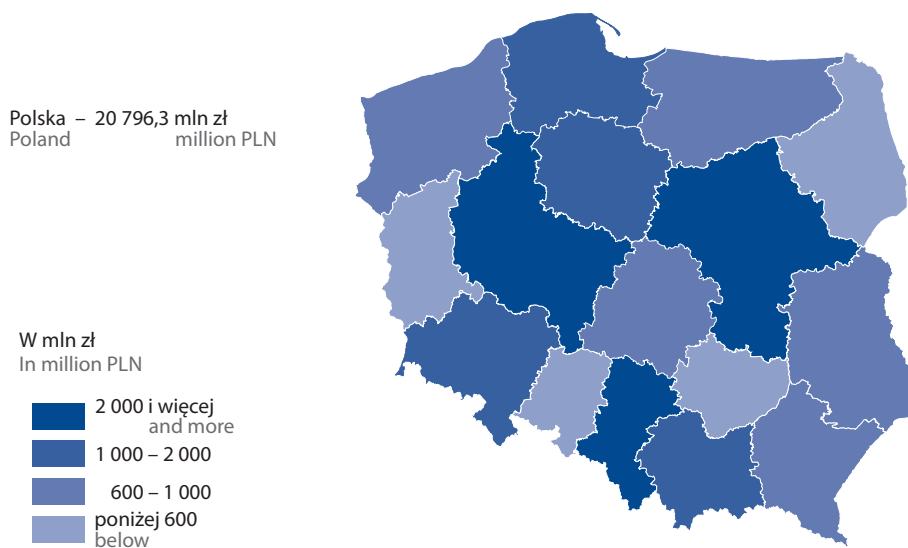 Polska – 20 796,3 mln zł
Poland million PLN
W mln zł
In million PLN
2 000 i więcej
and more
1 000 – 2 000
600 – 1 000
poniżej 600
below